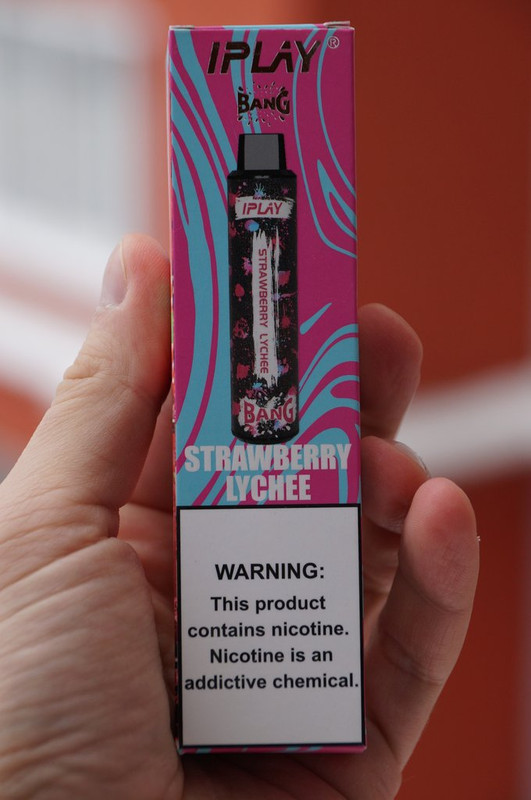 IPLAY®
BANG
IPLAY
STRAWBERRY LYCHEE
BANG
STRAWBERRY
LYCHEE
WARNING:
This product
contains nicotine.
Nicotine is an
addictive chemical.